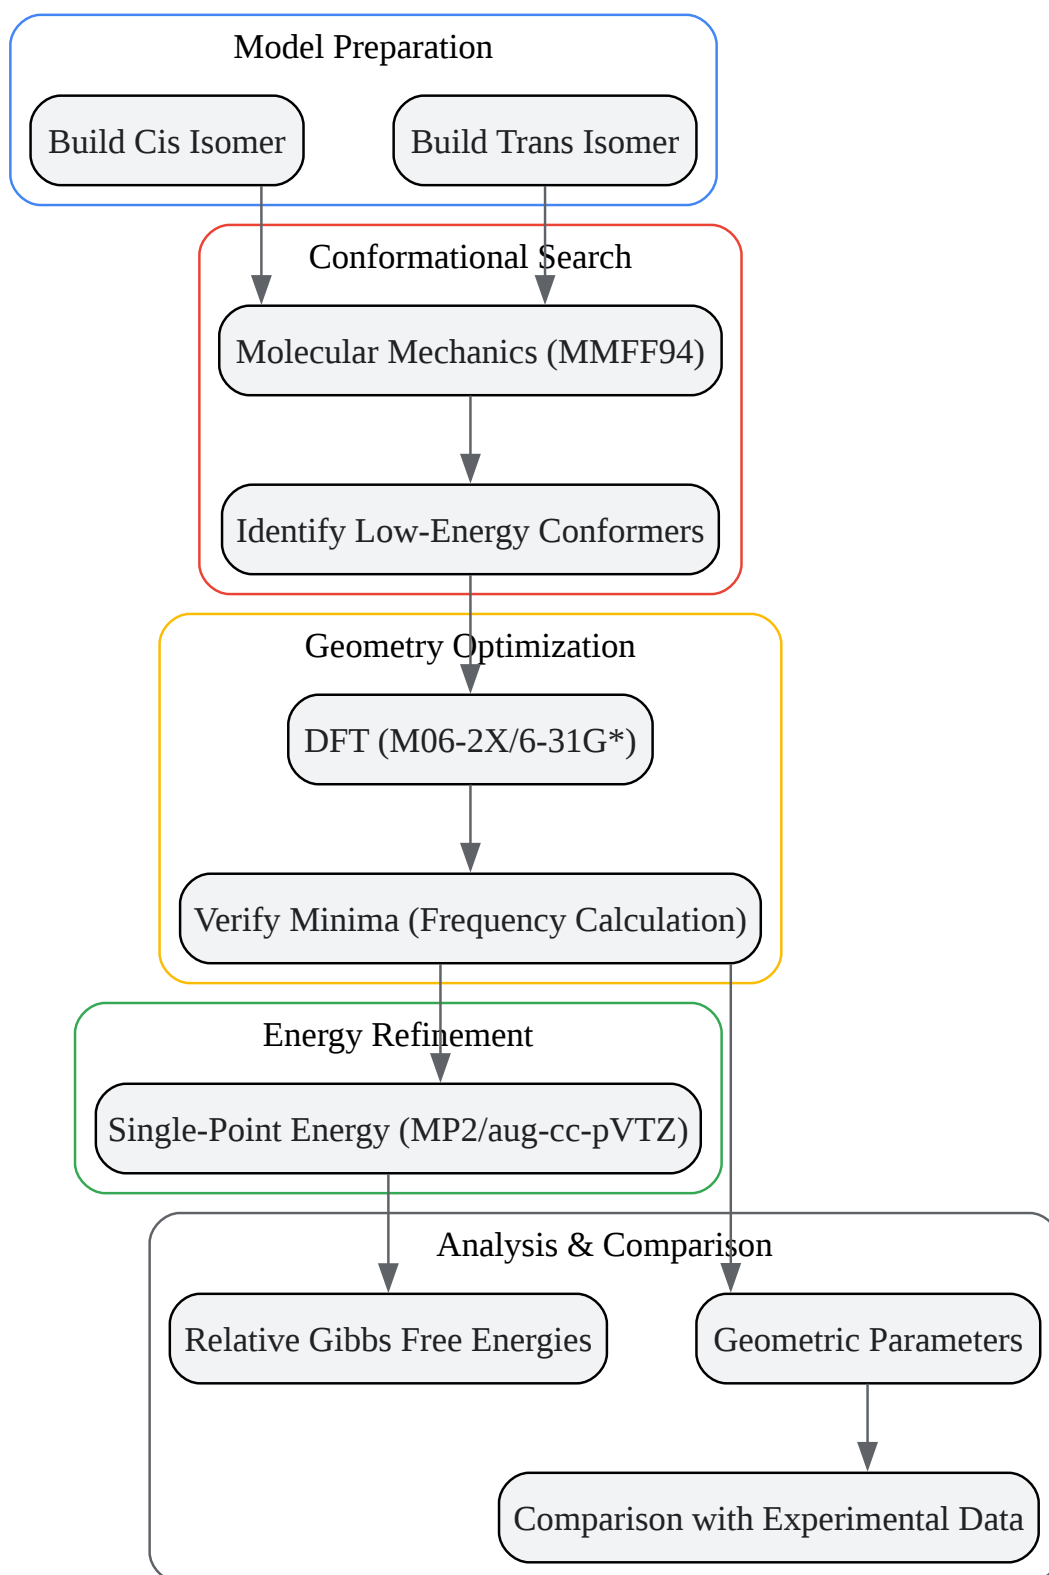 Model Preparation
Build Cis Isomer
Build Trans Isomer
Conformational Search
Molecular Mechanics (MMFF94)
Identify Low-Energy Conformers
Geometry Optimization
DFT (M06-2X/6-31G*)
Verify Minima (Frequency Calculation)
Energy Refinement
Single-Point Energy (MP2/aug-cc-pVTZ)
Analysis & Comparison
Relative Gibbs Free Energies
Geometric Parameters
Comparison with Experimental Data